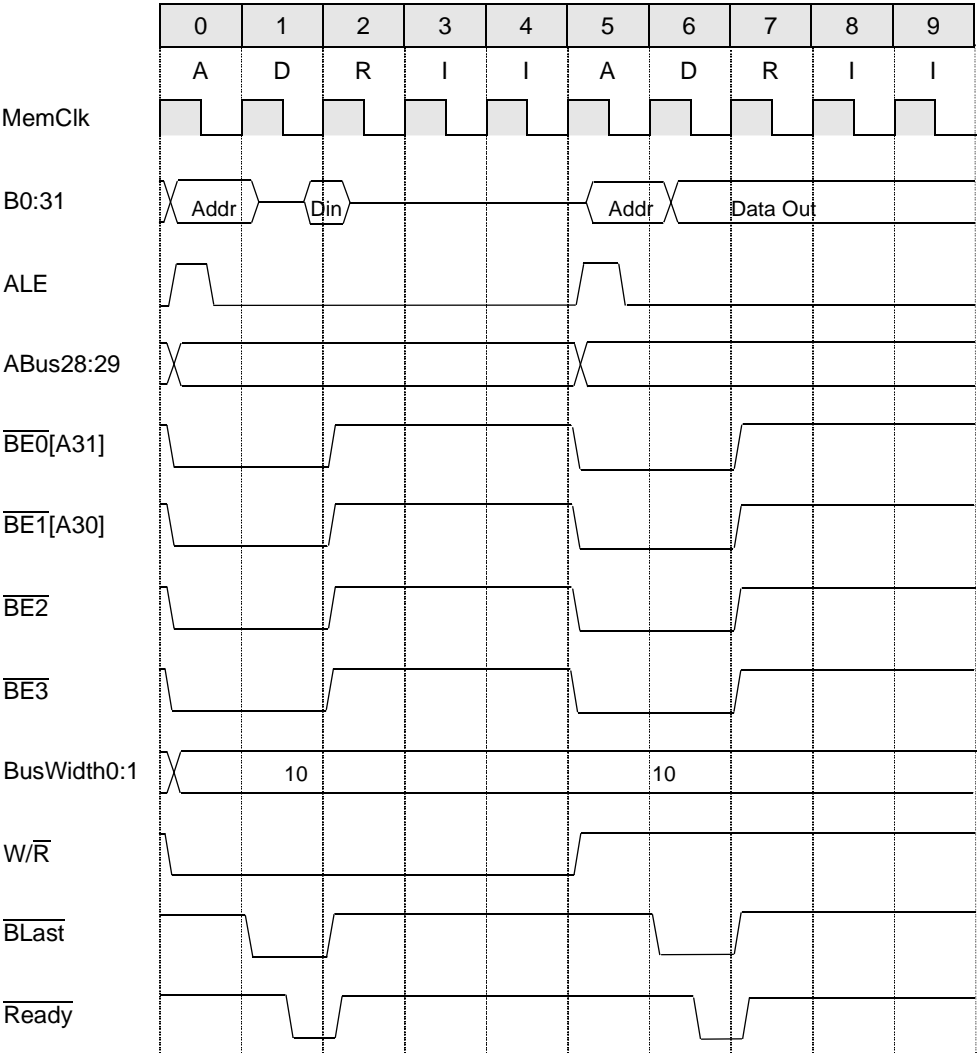 0 1 2 3 4 5 6 7 8 9
A D R I I A D R I I
MemClk
B0:31 Addr Din Addr Data Out
ALE
ABus28:29
BE0[A31]
BE1[A30]
BE2
BE3
BusWidth0:1 10 10
W/R
BLast
Ready